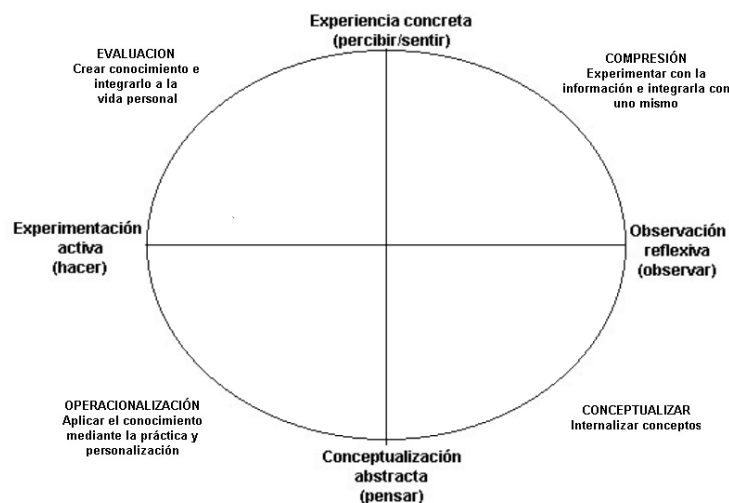 Experiencia concreta
(percibir/sentir)
EVALUACION
Crear conocimiento e
integrarlo a la
vida personal
COMPRESIÓN
Experimentar con la
información e integrarla con
uno mismo
Experimentación
activa
(hacer)
Observación
reflexiva
(observar)
OPERACIONALIZACIÓN
Aplicar el conocimiento
mediante la práctica y
personalización
CONCEPTUALIZAR
Internalizar conceptos
Conceptualización
abstracta
(pensar)